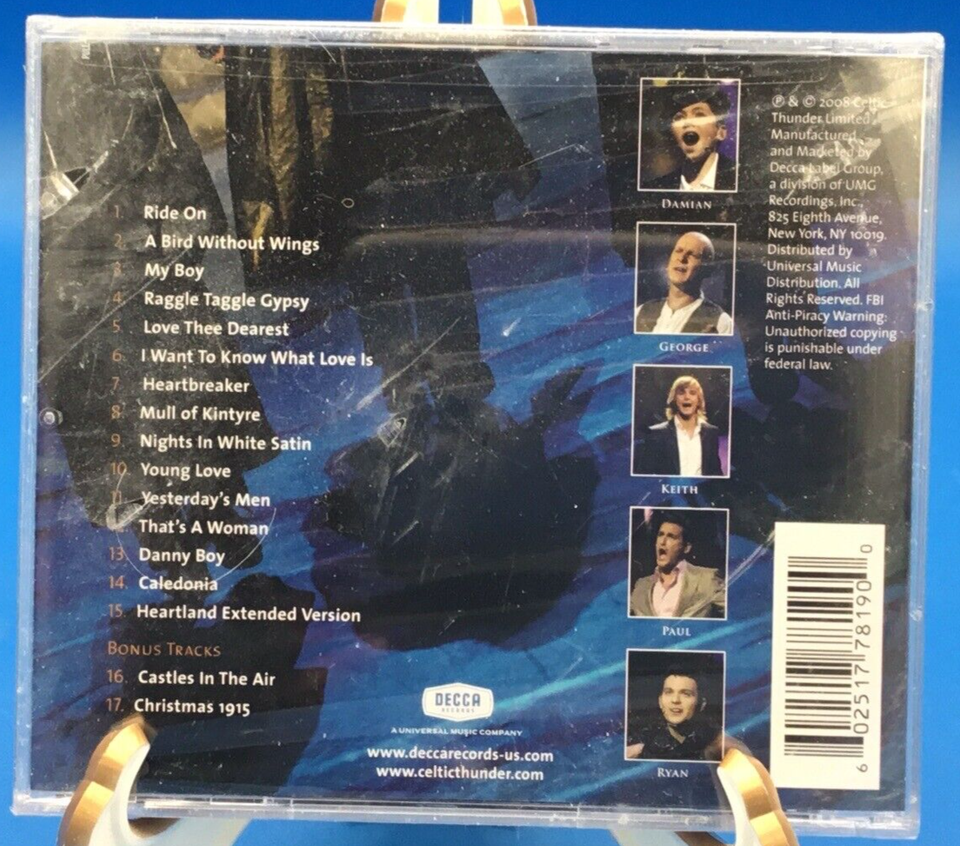 1. Ride On
2. A Bird Without Wings
3. My Boy
4. Raggle Taggle Gypsy
5. Love Thee Dearest
6. I Want To Know What Love Is
7. Heartbreaker
8. Mull of Kintyre
9. Nights In White Satin
10. Young Love
11. Yesterday's Men
That's A Woman
13. Danny Boy
14. Caledonia
15. Heartland Extended Version
BONUS TRACKS
16. Castles In The Air
17. Christmas 1915
DECCA
RECORDS
A UNIVERSAL MUSIC COMPANY
www.deccarecords-us.com
www.celticthunder.com
DAMIAN
GEORGE
KEITH
PAUL
RYAN
℗ & © 2008 Celtic
Thunder Limited
Manufactured
and Marketed by
Decca Label Group,
a division of UMG
Recordings, Inc.,
825 Eighth Avenue,
New York, NY 10019.
Distributed by
Universal Music
Distribution. All
Rights Reserved. FBI
Anti-Piracy Warning:
Unauthorized copying
is punishable under
federal law.
6 02517 78190 0